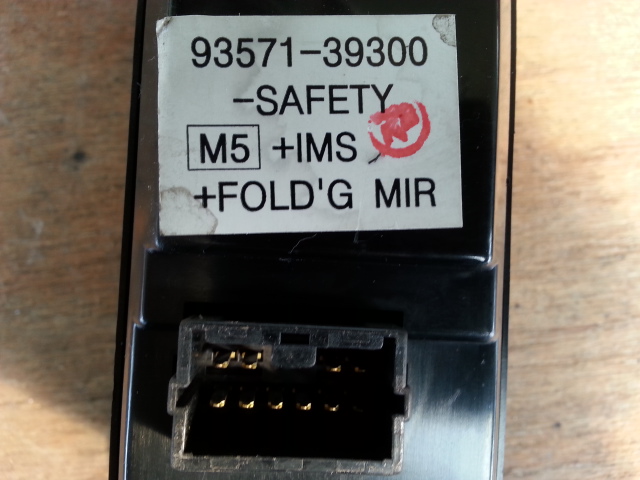 93571-39300
-SAFETY
M5 +IMS
+FOLD'G MIR